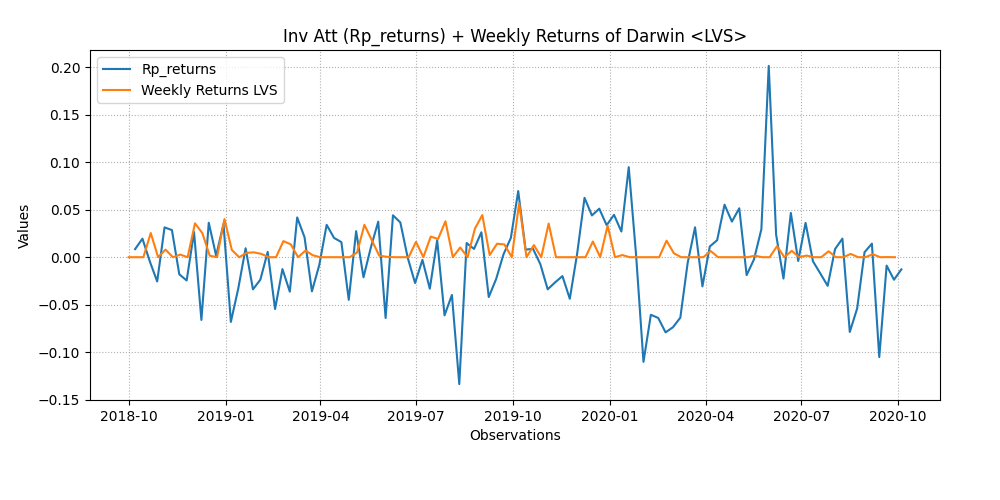 Inv Att (Rp_returns) + Weekly Returns of Darwin <LVS>
Rp_returns
Weekly Returns LVS
Values
0.20
0.15
0.10
0.05
0.00
−0.05
−0.10
−0.15
2018-10 2019-01 2019-04 2019-07 2019-10 2020-01 2020-04 2020-07 2020-10
Observations